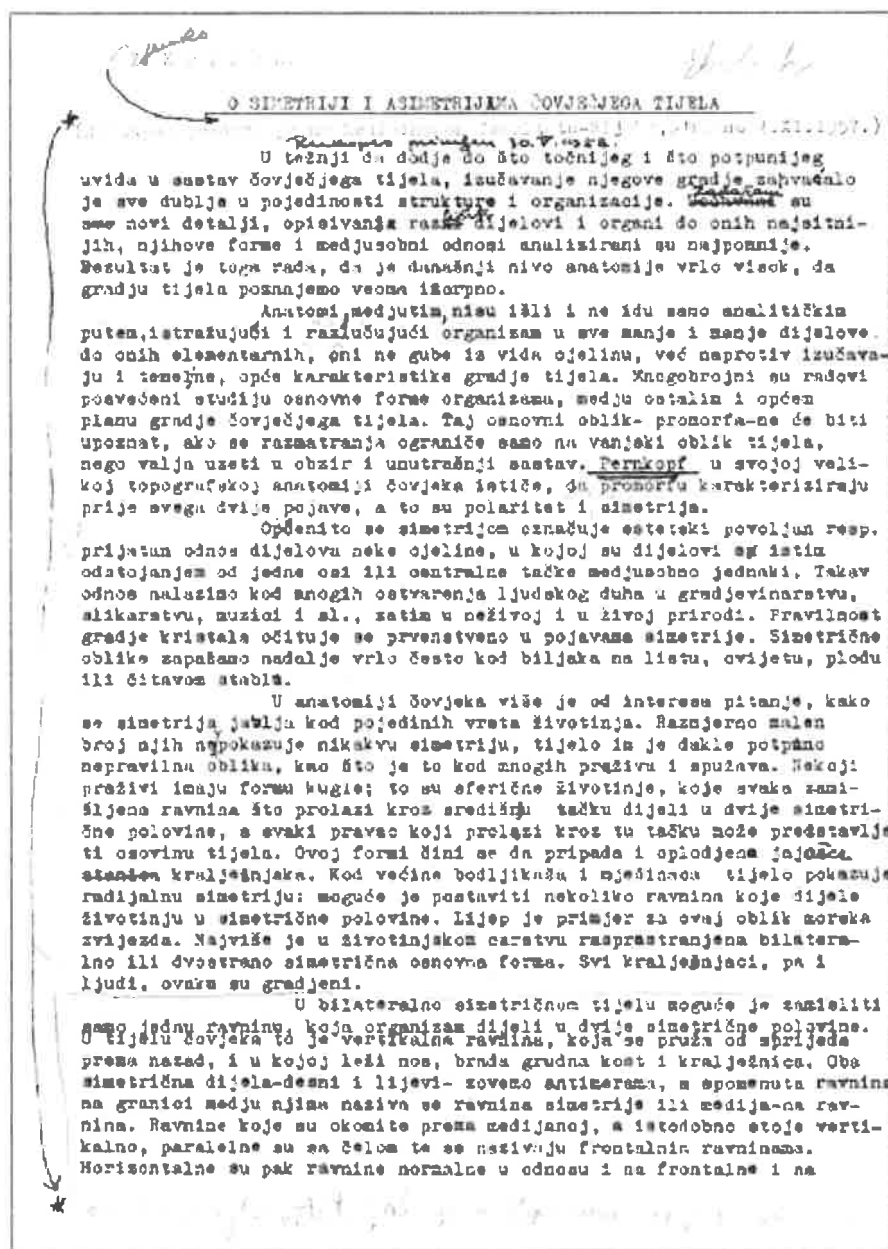 O SIMETRIJI I ASIMETRIJAMA ČOVJEČJEGA TIJELA
Rukopis primljen 10.V.
U težnji da dodje do što točnijeg i što potpunijeg
uvida u sastav čovječjega tijela, izučavanje njegove gradje zahvaćalo
je sve dublje u pojedinosti strukture i organizacije. su
novi detalji, opisivanja dijelovi i organi do onih najsitni-
jih, njihove forme i medjusobni odnosi analizirani su najpomnije.
Rezultat je toga rada, da je današnji nivo anatomije vrlo visok, da
gradju tijela poznajemo veoma iscrpno.
Anatomi,medjutim,nisu išli i ne idu samo analitičkim
putem,istražujući i razlučujući organizam u sve manje i manje dijelove
do onih elementarnih, oni ne gube iz vida cjelinu, već naprotiv izučava-
ju i temeljne, opće karakteristike gradje tijela. Mnogobrojni su radovi
posvećeni studiju osnovne forme organizama, medju ostalim i općem
planu gradje čovječjega tijela. Taj osnovni oblik- promorfa-ne će biti
upoznat, ako se razmatranja ograniče samo na vanjski oblik tijela,
nego valja uzeti u obzir i unutrašnji sastav. Pernkopf u svojoj veli-
koj topografskoj anatomiji čovjeka ističe, da promorfu karakteriziraju
prije svega dvije pojave, a to su polaritet i simetrija.
Općenito se simetrijom označuje estetski povoljan resp.
prijatan odnos dijelova neke cjeline, u kojoj su dijelovi sa istim
odstojanjem od jedne osi ili centralne tačke medjusobno jednaki. Takav
odnos nalazimo kod mnogih ostvarenja ljudskog duha u gradjevinarstvu,
slikarstvu, muzici i sl., zatim u neživoj i u živoj prirodi. Pravilnost
gradje kristala očituje se prvenstveno u pojavama simetrije. Simetrične
oblike zapažamo nadalje vrlo često kod biljaka na listu, cvijetu, plodu
ili čitavom stablu.
U anatomiji čovjeka više je od interesa pitanje, kako
se simetrija javlja kod pojedinih vrsta životinja. Razmjerno malen
broj njih ne pokazuje nikakvu simetriju, tijelo im je dakle potpuno
nepravilna oblika, kao što je to kod mnogih praživa i spužava. Nekoji
praživi imaju formu kugle; to su sferične životinje, koje svaka zami-
šljena ravnina što prolazi kroz središnju tačku dijeli u dvije simetri-
čne polovine, a svaki pravac koji prolazi kroz tu tačku može predstavlja
ti osovinu tijela. Ovoj formi čini se da pripada i oplodjena
kralješnjaka. Kod većine bodljikaša i mješinaca tijelo pokazuje
radijalnu simetriju: moguće je postaviti nekoliko ravnina koje dijele
životinju u simetrične polovine. Lijep je primjer za ovaj oblik morska
zvijezda. Najviše je u životinjskom carstvu rasprostranjena bilatera-
lno ili dvostrano simetrična osnovna forma. Svi kralješnjaci, pa i
ljudi, ovako su gradjeni.
U bilateralno simetričnom tijelu moguće je zamisliti
samo jednu ravninu, koja organizam dijeli u dvije simetrične polovine.
U tijelu čovjeka to je vertikalna ravnina, koja se pruža od sprijeda
prema nazad, i u kojoj leži nos, brada grudna kost i kralježnica. Oba
simetrična dijela-desni i lijevi- zovemo antimerama, a spomenuta ravnina
na granici medju njima naziva se ravnina simetrije ili medija-na rav-
nina. Ravnine koje su okomite prema medijanoj, a istodobno stoje verti-
kalno, paralelne su sa čelom te se nazivaju frontalnim ravninama.
Horizontalne su pak ravnine normalne u odnosu i na frontalne i na